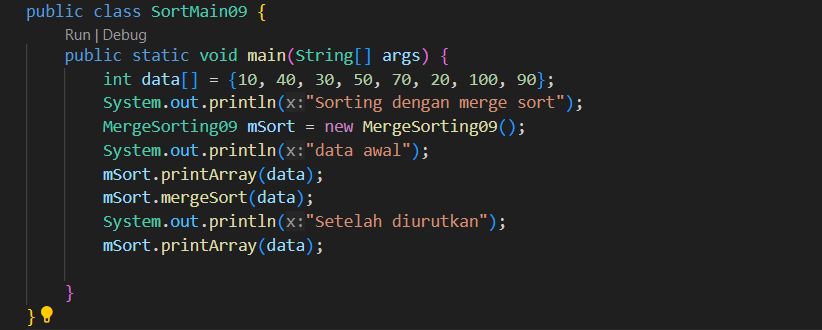 public class SortMain09 {
Run | Debug
public static void main(String[] args) {
int data[] = {10, 40, 30, 50, 70, 20, 100, 90};
System.out.println(x:"Sorting dengan merge sort");
MergeSorting09 mSort = new MergeSorting09();
System.out.println(x:"data awal");
mSort.printArray(data);
mSort.mergeSort(data);
System.out.println(x:"Setelah diurutkan");
mSort.printArray(data);
}
}